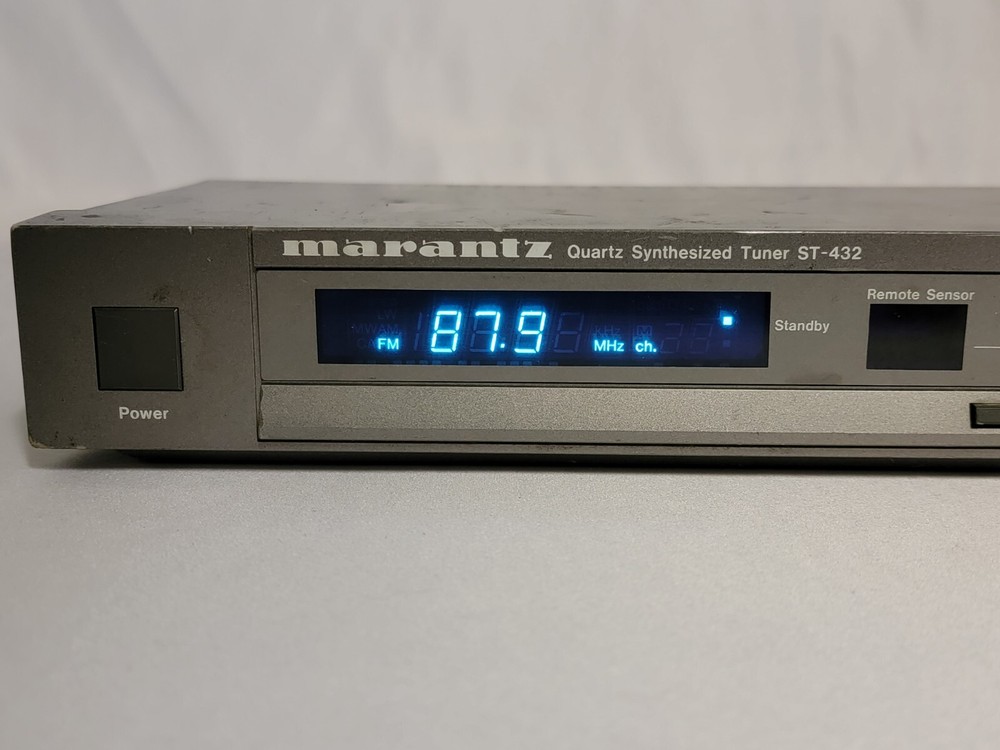 marantz Quartz Synthesized Tuner ST-432
Remote Sensor
FM 87.9 MHz ch.
Standby
Power